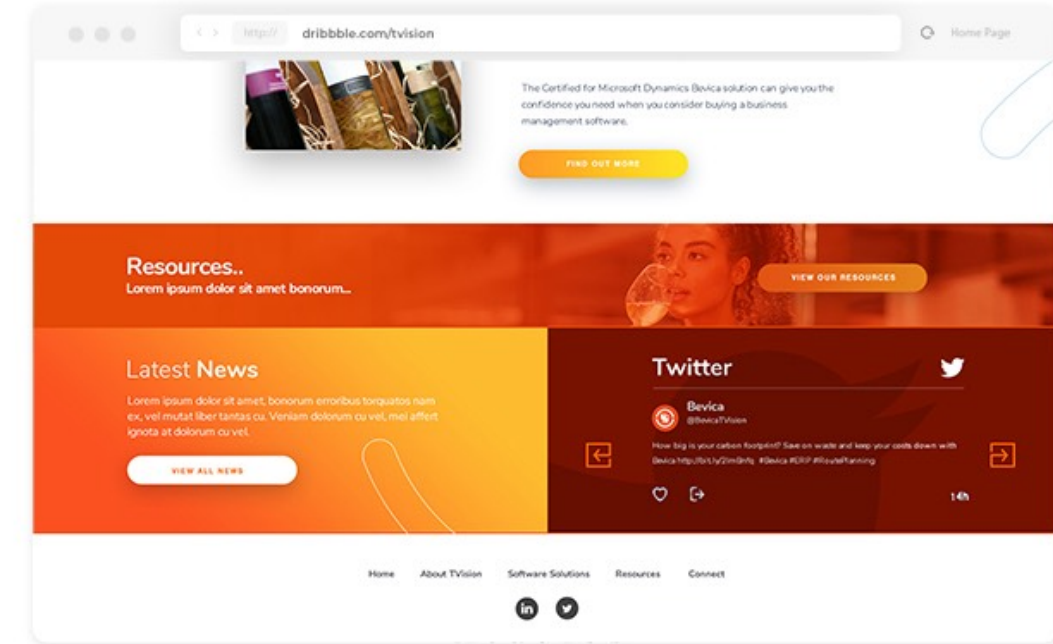 http://
dribbble.com/tvision
Home Page
The Certified for Microsoft Dynamics Bevica solution can give you the
confidence you need when you consider buying a business
management software.
FIND OUT MORE
Resources..
Lorem ipsum dolor sit amet bonorum...
VIEW OUR RESOURCES
Latest News
Lorem ipsum dolor sit amet, bonorum erroribus torquatos nam
ex, vel mutat liber tantas cu. Veniam dolorum cu vel, mei affert
ignota at dolorum cu vel.
VIEW ALL NEWS
Twitter
Bevica
@BevicaTVision
How big is your carbon footprint? Save on waste and keep your costs down with
Bevica #Bevica #ERP #RoutePlanning
14h
Home About TVision Software Solutions Resources Connect
in